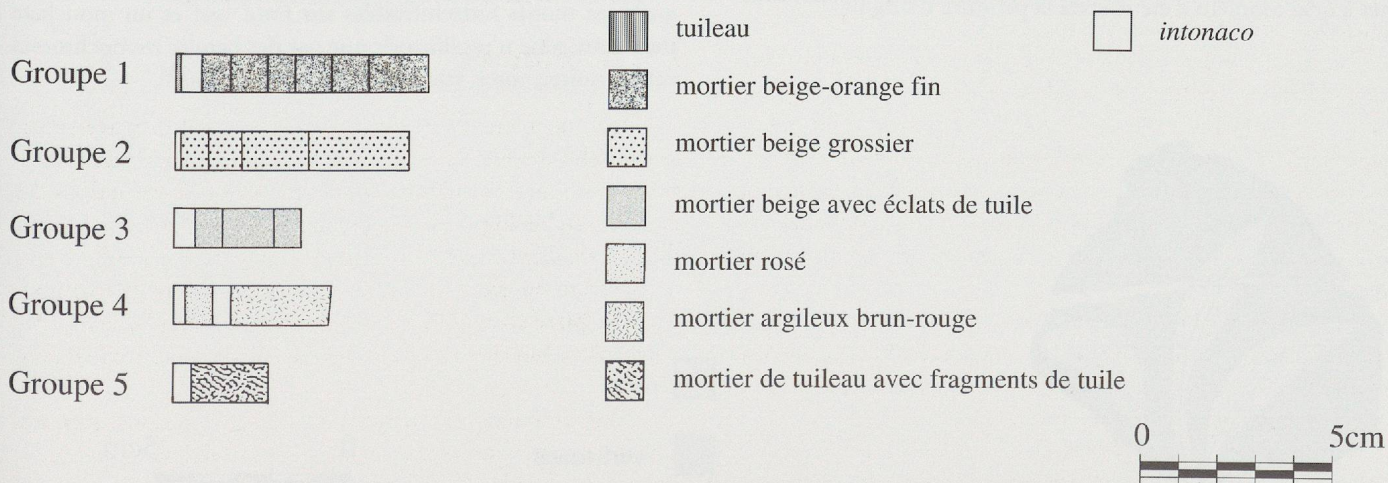 Groupe 1
Groupe 2
Groupe 3
Groupe 4
Groupe 5
tuileau
mortier beige-orange fin
mortier beige grossier
mortier beige avec éclats de tuile
mortier rosé
mortier argileux brun-rouge
mortier de tuileau avec fragments de tuile
intonaco
0 5cm